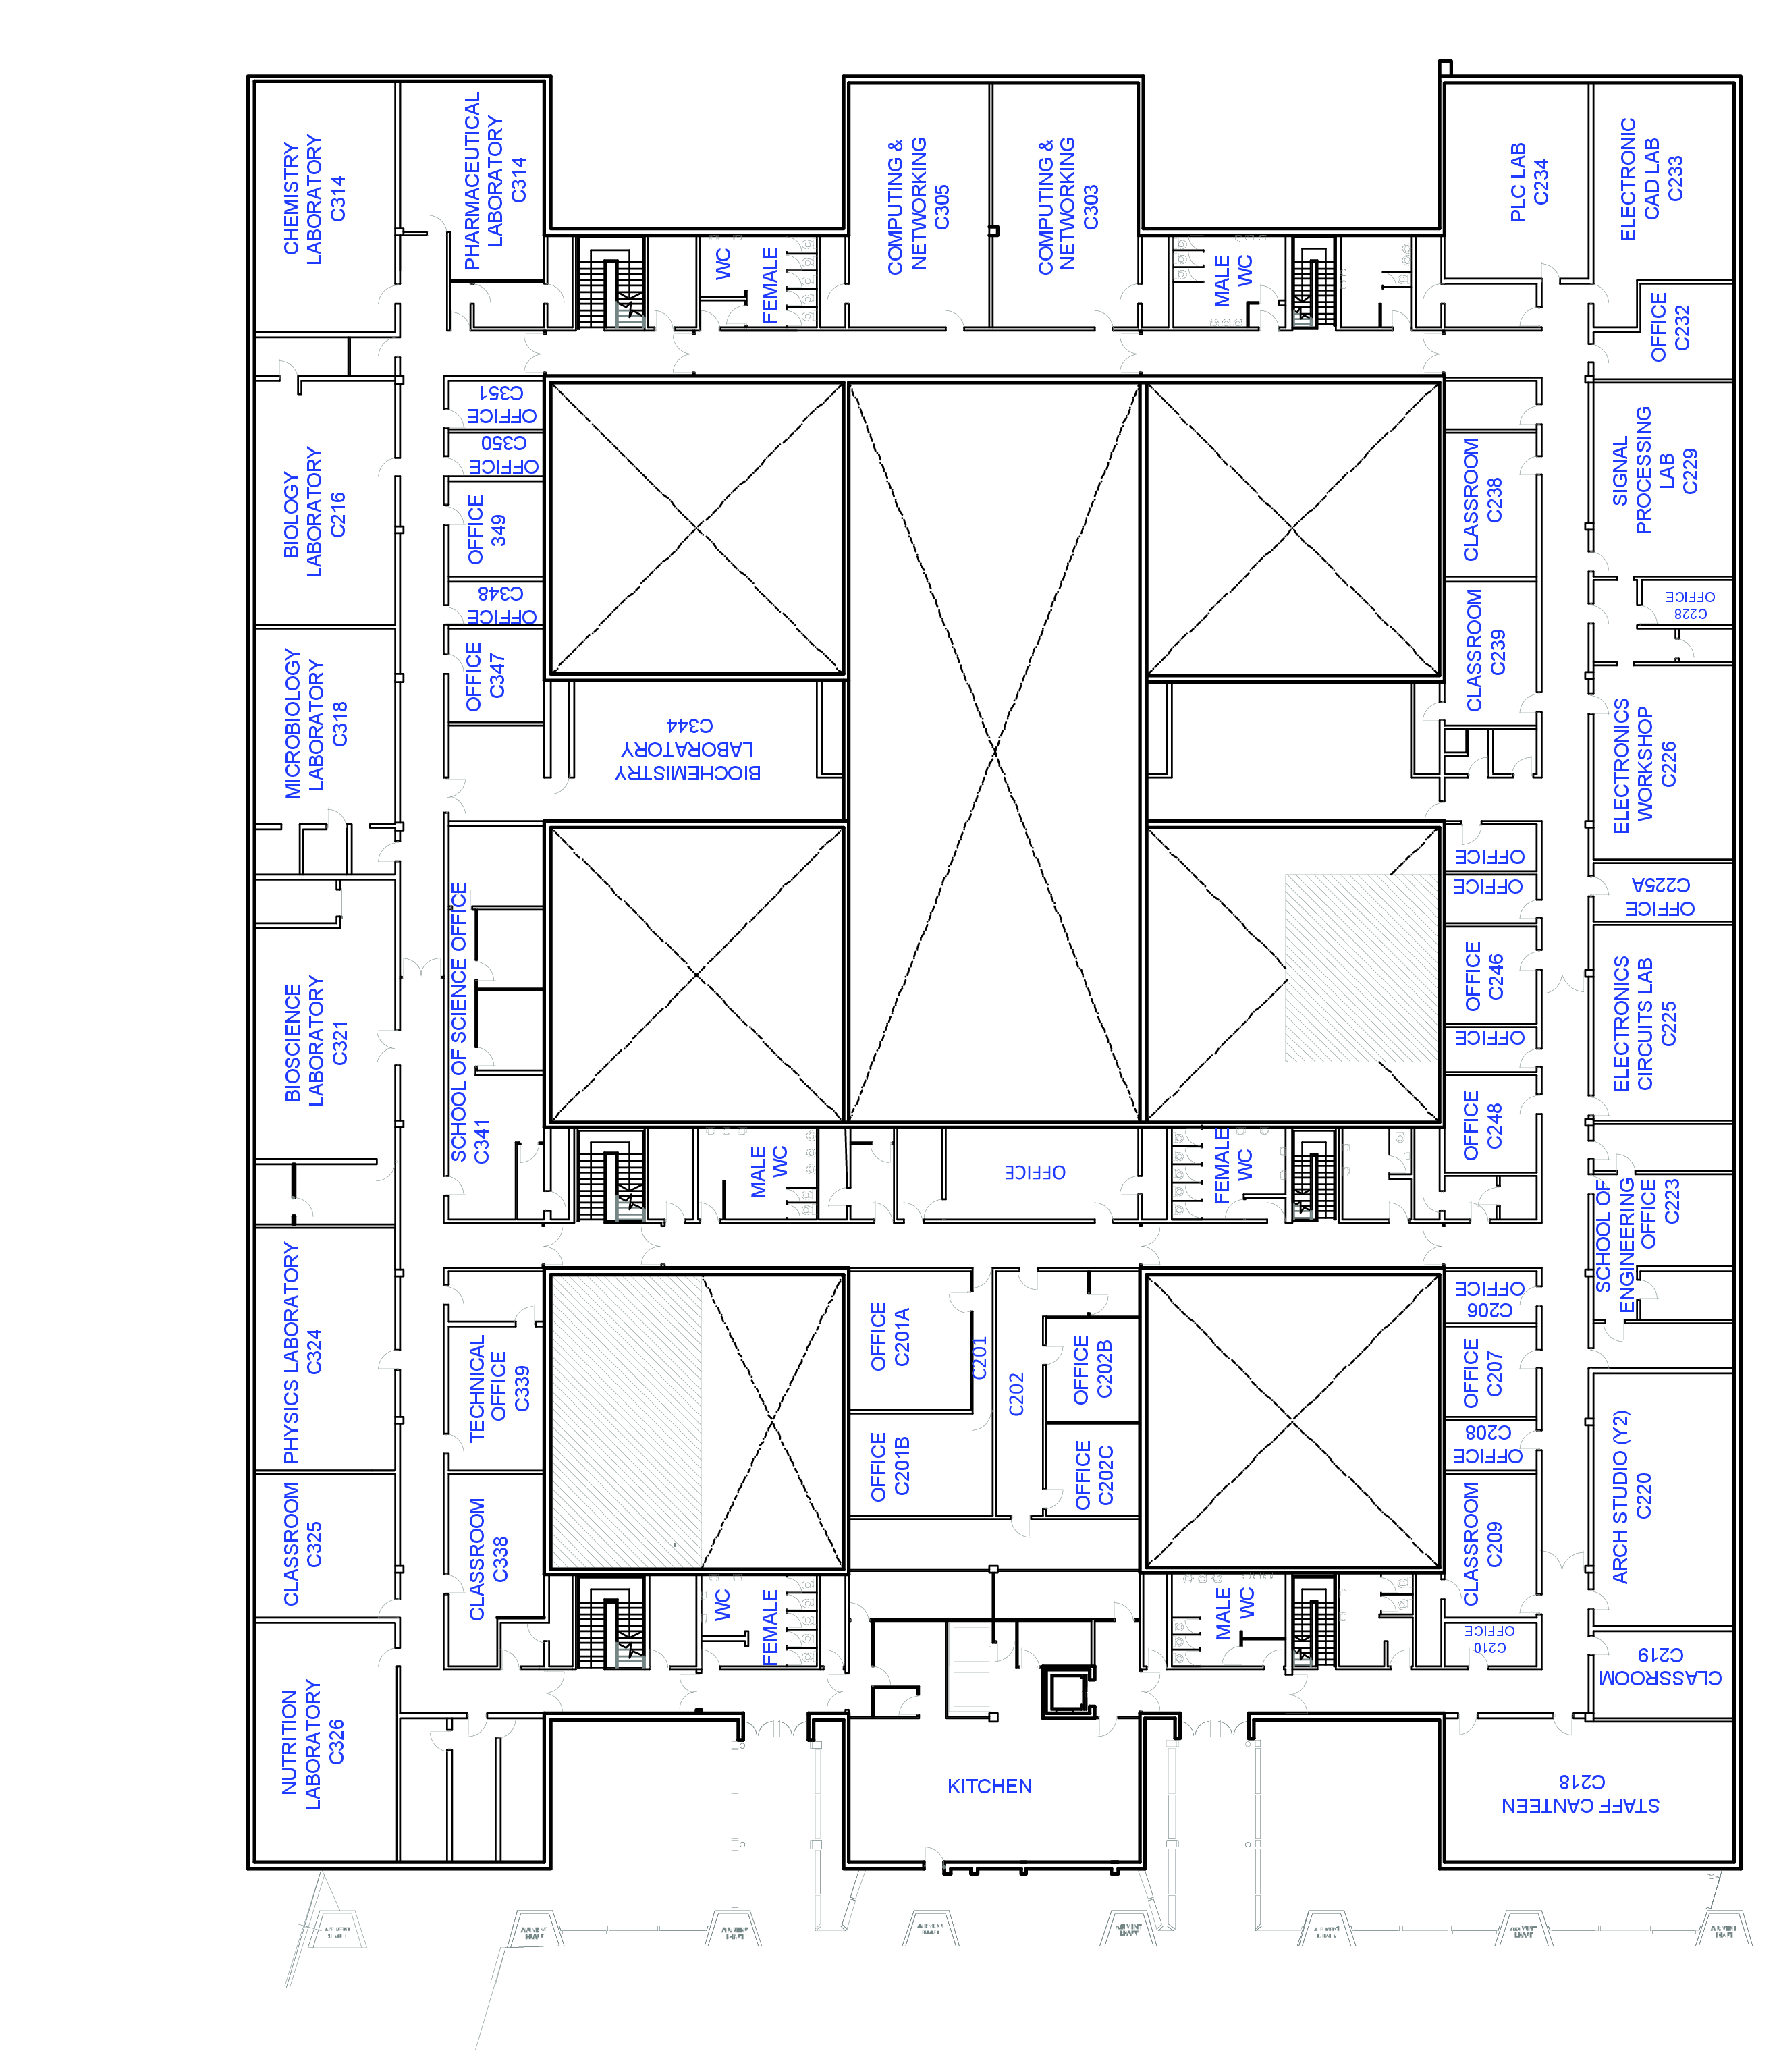 CHEMISTRY
LABORATORY
C314
PHARMACEUTICAL
LABORATORY
C314
WC
FEMALE
COMPUTING &
NETWORKING
C305
COMPUTING &
NETWORKING
C303
MALE
WC
PLC LAB
C234
ELECTRONIC
CAD LAB
C233
OFFICE
C232
BIOLOGY
LABORATORY
C216
OFFICE
C351
OFFICE
C350
OFFICE
349
OFFICE
C348
OFFICE
C347
CLASSROOM
C238
SIGNAL
PROCESSING
LAB
C229
OFFICE
C228
CLASSROOM
C239
MICROBIOLOGY
LABORATORY
C318
BIOCHEMISTRY
LABORATORY
C344
ELECTRONICS
WORKSHOP
C226
OFFICE
OFFICE
OFFICE
C225A
BIOSCIENCE
LABORATORY
C321
SCHOOL OF SCIENCE OFFICE
C341
OFFICE
C246
OFFICE
OFFICE
C248
ELECTRONICS
CIRCUITS LAB
C225
MALE
WC
OFFICE
FEMALE
WC
SCHOOL OF
ENGINEERING
OFFICE
C223
PHYSICS LABORATORY
C324
TECHNICAL
OFFICE
C339
OFFICE
C201A
C201
C202
OFFICE
C202B
OFFICE
C201B
OFFICE
C202C
OFFICE
C206
OFFICE
C207
OFFICE
C208
ARCH STUDIO (Y2)
C220
CLASSROOM
C325
CLASSROOM
C338
CLASSROOM
C209
WC
FEMALE
MALE
WC
OFFICE
C210
CLASSROOM
C219
NUTRITION
LABORATORY
C326
KITCHEN
STAFF CANTEEN
C218